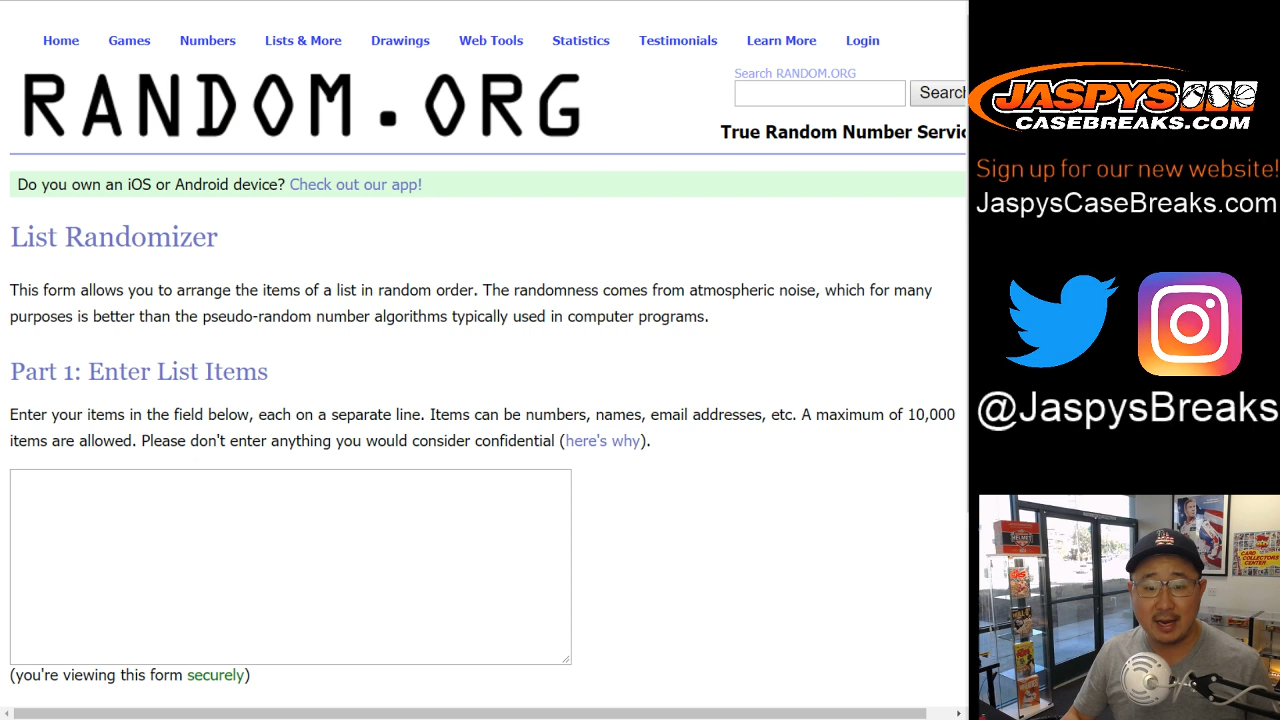 Home Games Numbers Lists & More Drawings Web Tools Statistics Testimonials Learn More Login
RANDOM.ORG
Search RANDOM.ORG
Search
True Random Number Servic
Do you own an iOS or Android device? Check out our app!
List Randomizer
This form allows you to arrange the items of a list in random order. The randomness comes from atmospheric noise, which for many
purposes is better than the pseudo-random number algorithms typically used in computer programs.
Part 1: Enter List Items
Enter your items in the field below, each on a separate line. Items can be numbers, names, email addresses, etc. A maximum of 10,000
items are allowed. Please don't enter anything you would consider confidential (here's why).
(you're viewing this form securely)
JASPYS
CASEBREAKS.COM
Sign up for our new website!
JaspysCaseBreaks.com
@JaspysBreaks
HELMET
CARD
COLLECTORS
CENTER